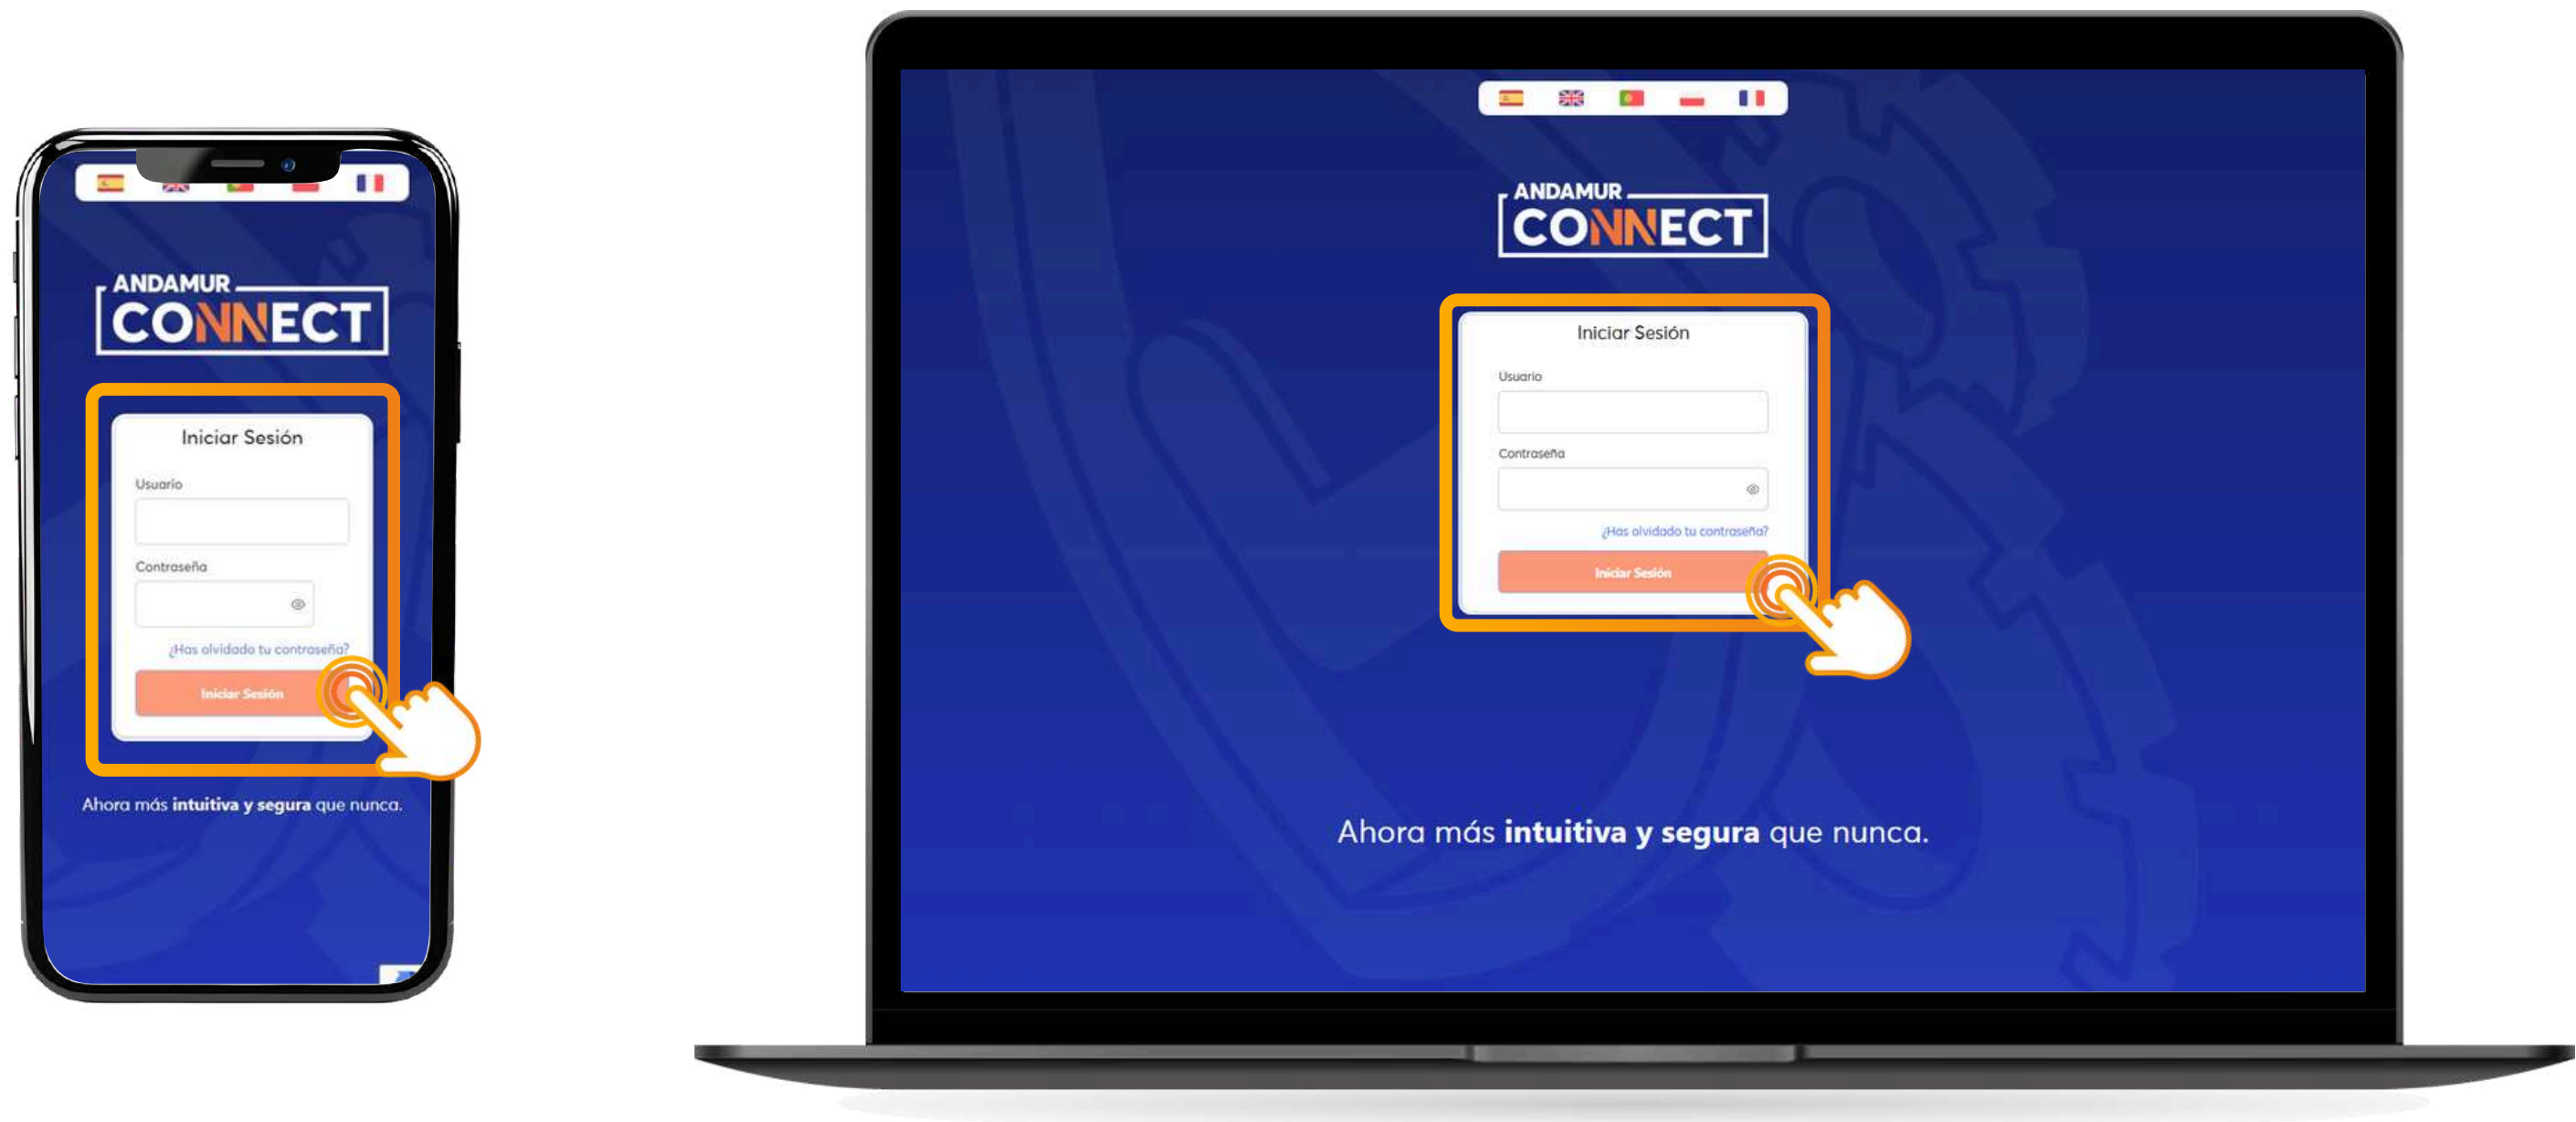 ANDAMUR
CONNECT
Iniciar Sesión
Usuario
Contraseña
¿Has olvidado tu contraseña?
Iniciar Sesión
Ahora más intuitiva y segura que nunca.
ANDAMUR
CONNECT
Iniciar Sesión
Usuario
Contraseña
¿Has olvidado tu contraseña?
Iniciar Sesión
Ahora más intuitiva y segura que nunca.